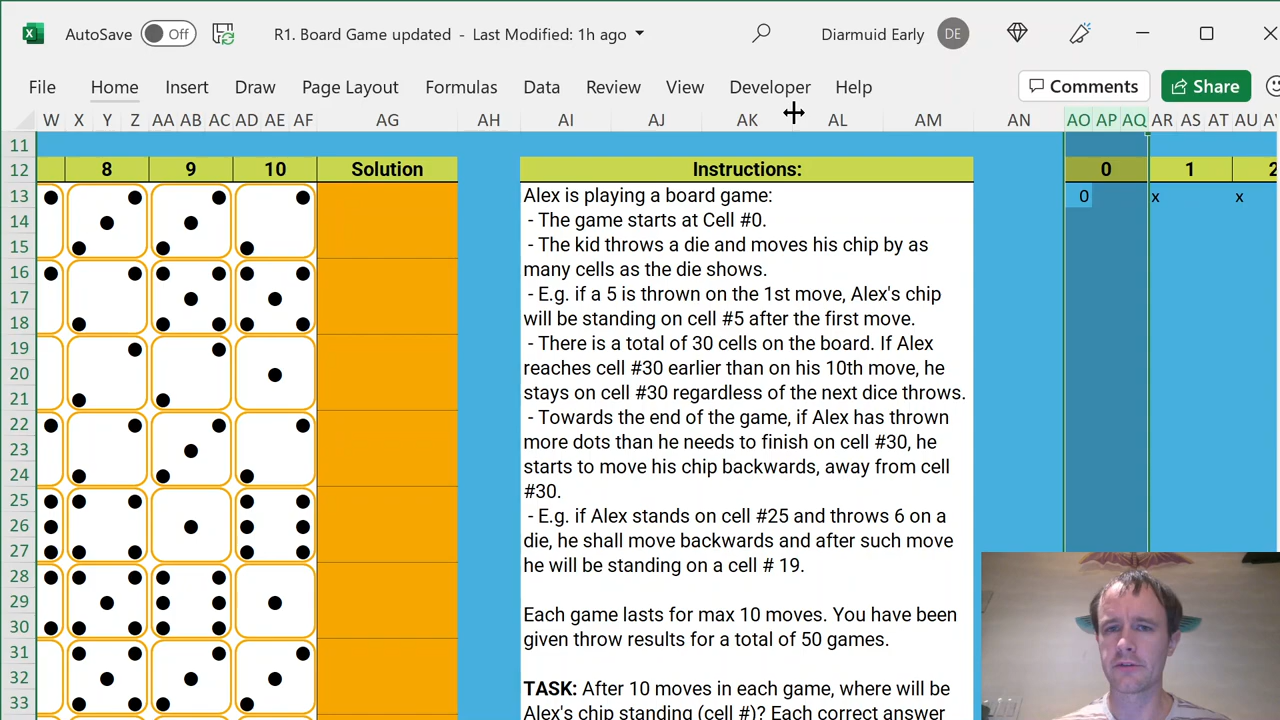 AutoSave Off R1. Board Game updated - Last Modified: 1h ago Diarmuid Early DE
File Home Insert Draw Page Layout Formulas Data Review View Developer Help Comments Share
W X Y Z AA AB AC AD AE AF AG AH AI AJ AK AL AM AN AO AP AQ AR AS AT AU
11
12 8 9 10 Solution Instructions: 0 1 2
13 Alex is playing a board game: 0 x x
14 - The game starts at Cell #0.
15 - The kid throws a die and moves his chip by as
16 many cells as the die shows.
17 - E.g. if a 5 is thrown on the 1st move, Alex's chip
18 will be standing on cell #5 after the first move.
19 - There is a total of 30 cells on the board. If Alex
20 reaches cell #30 earlier than on his 10th move, he
21 stays on cell #30 regardless of the next dice throws.
22 - Towards the end of the game, if Alex has thrown
23 more dots than he needs to finish on cell #30, he
24 starts to move his chip backwards, away from cell
25 #30.
26 - E.g. if Alex stands on cell #25 and throws 6 on a
27 die, he shall move backwards and after such move
28 he will be standing on a cell # 19.
29
30 Each game lasts for max 10 moves. You have been
31 given throw results for a total of 50 games.
32
33 TASK: After 10 moves in each game, where will be
Alex's chip standing (cell #)? Each correct answer